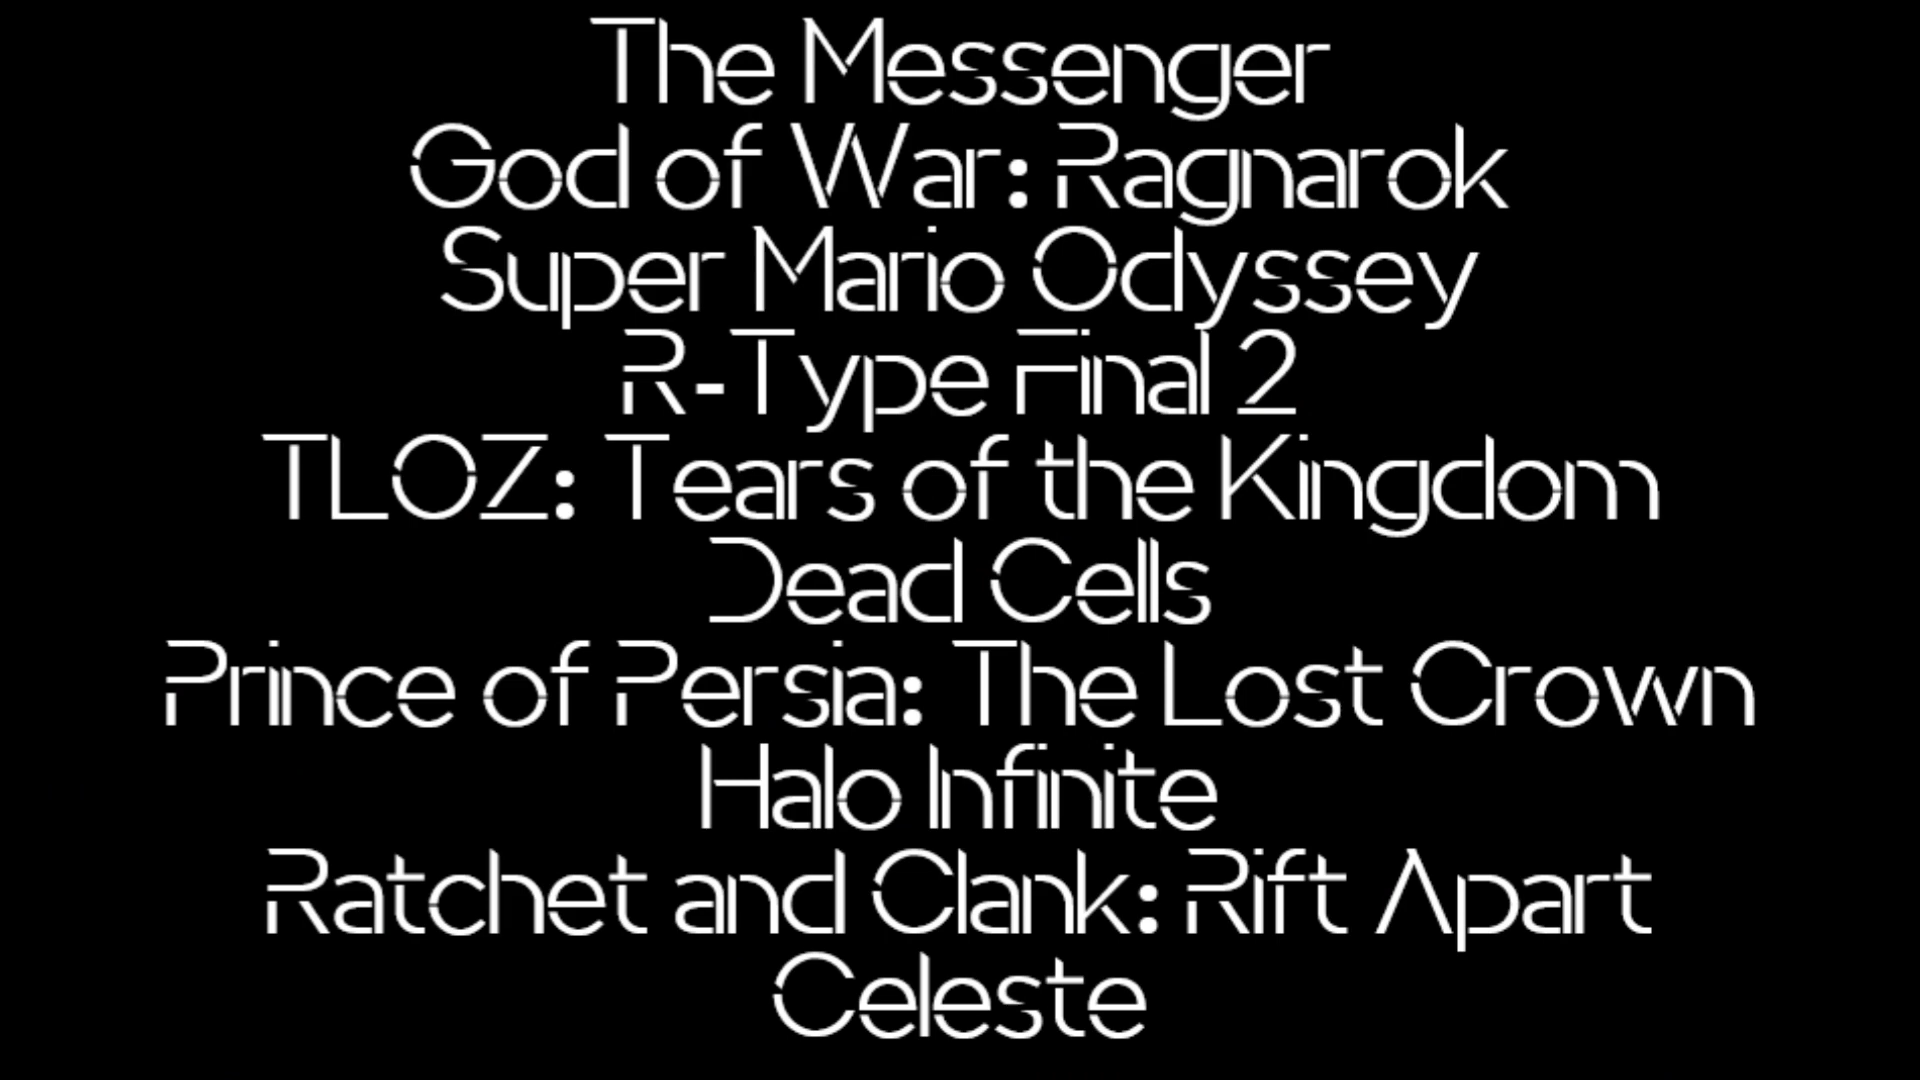 The Messenger
God of War: Ragnarok
Super Mario Odyssey
R-Type Final 2
TLOZ: Tears of the Kingdom
Dead Cells
Prince of Persia: The Lost Crown
Halo Infinite
Ratchet and Clank: Rift Apart
Celeste